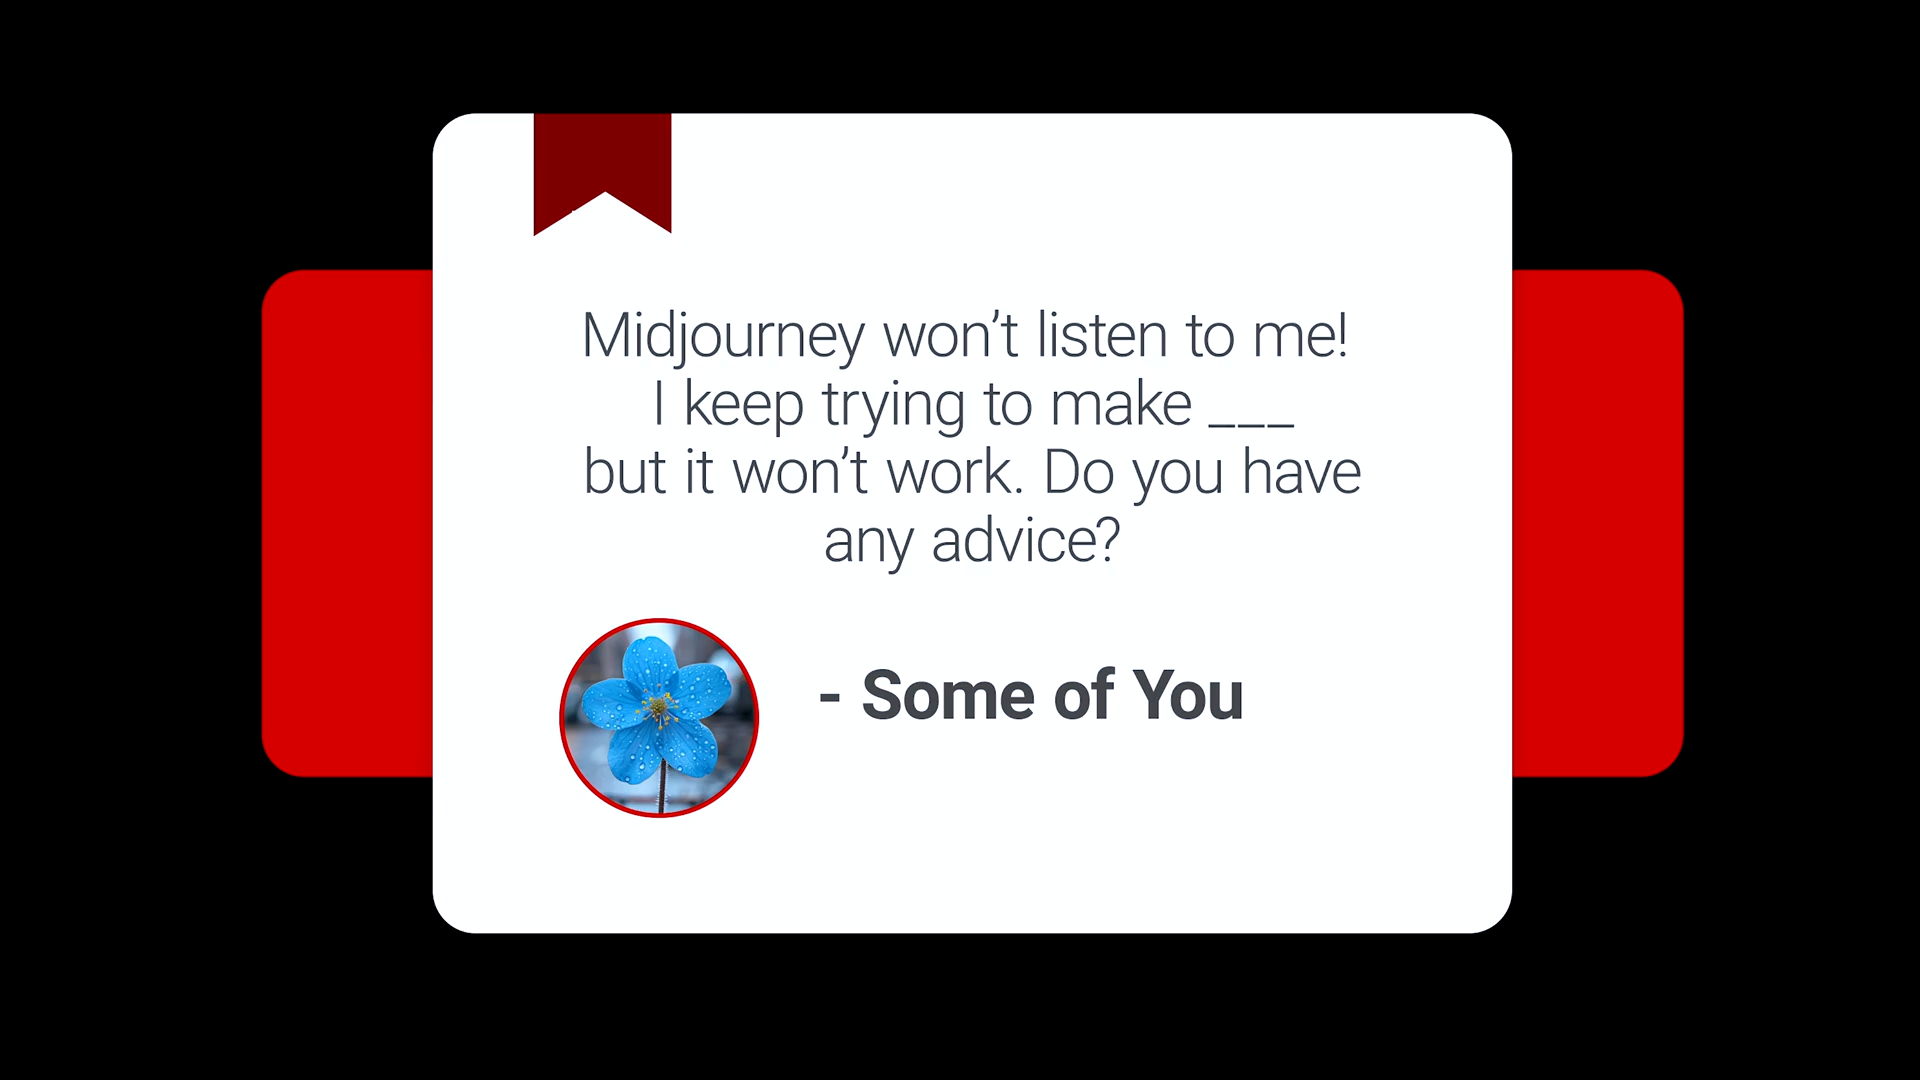 Midjourney won’t listen to me!
I keep trying to make ___
but it won’t work. Do you have
any advice?
- Some of You